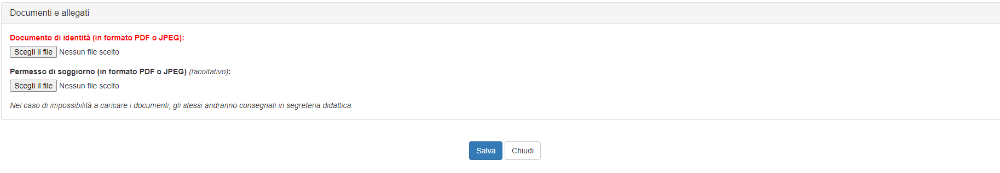 Documenti e allegati
Documento di identità (in formato PDF o JPEG):
Scegli il file Nessun file scelto
Permesso di soggiorno (in formato PDF o JPEG) (facoltativo):
Scegli il file Nessun file scelto
Nel caso di impossibilità a caricare i documenti, gli stessi andranno consegnati in segreteria didattica.
Salva Chiudi